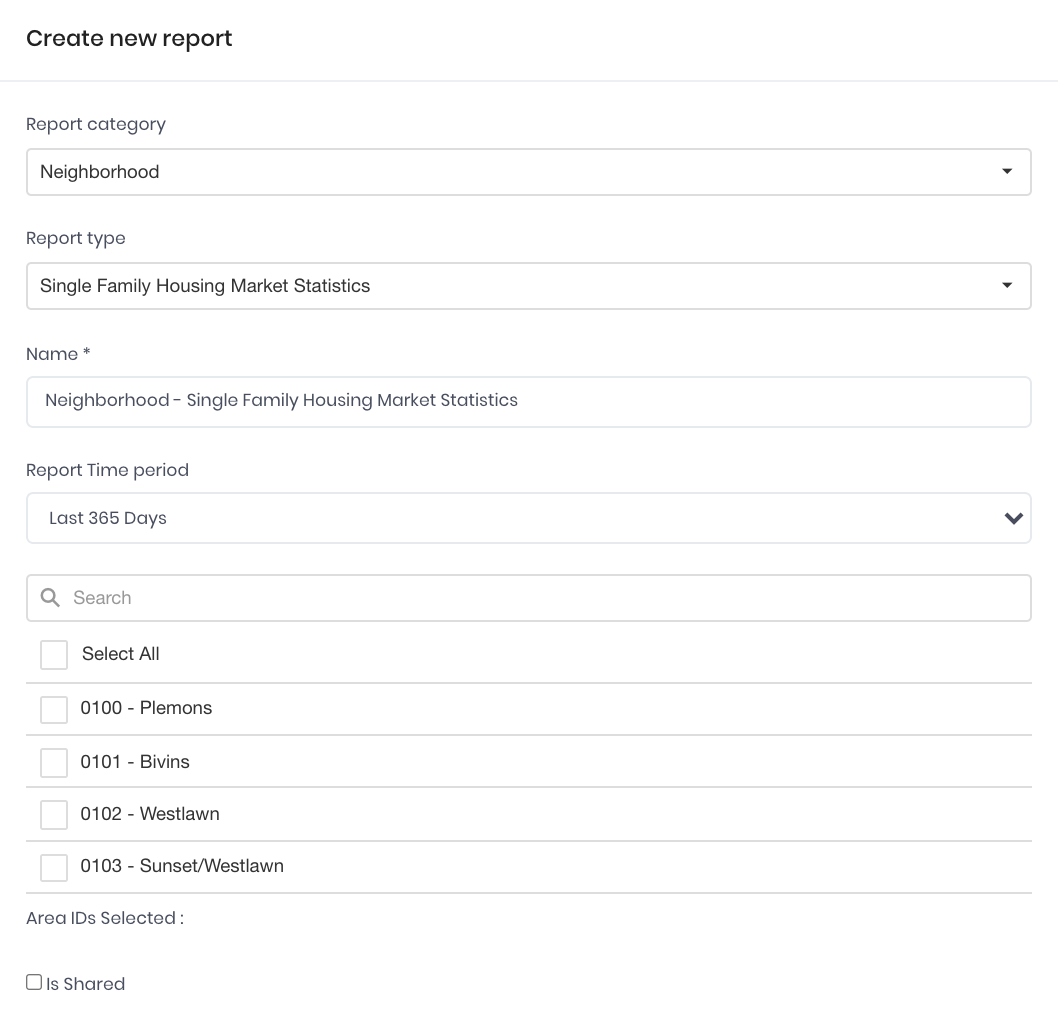 Create new report
Report category
Neighborhood
Report type
Single Family Housing Market Statistics
Name *
Neighborhood - Single Family Housing Market Statistics
Report Time period
Last 365 Days
Search
Select All
0100 - Plemons
0101 - Bivins
0102 - Westlawn
0103 - Sunset/Westlawn
Area IDs Selected :
Is Shared